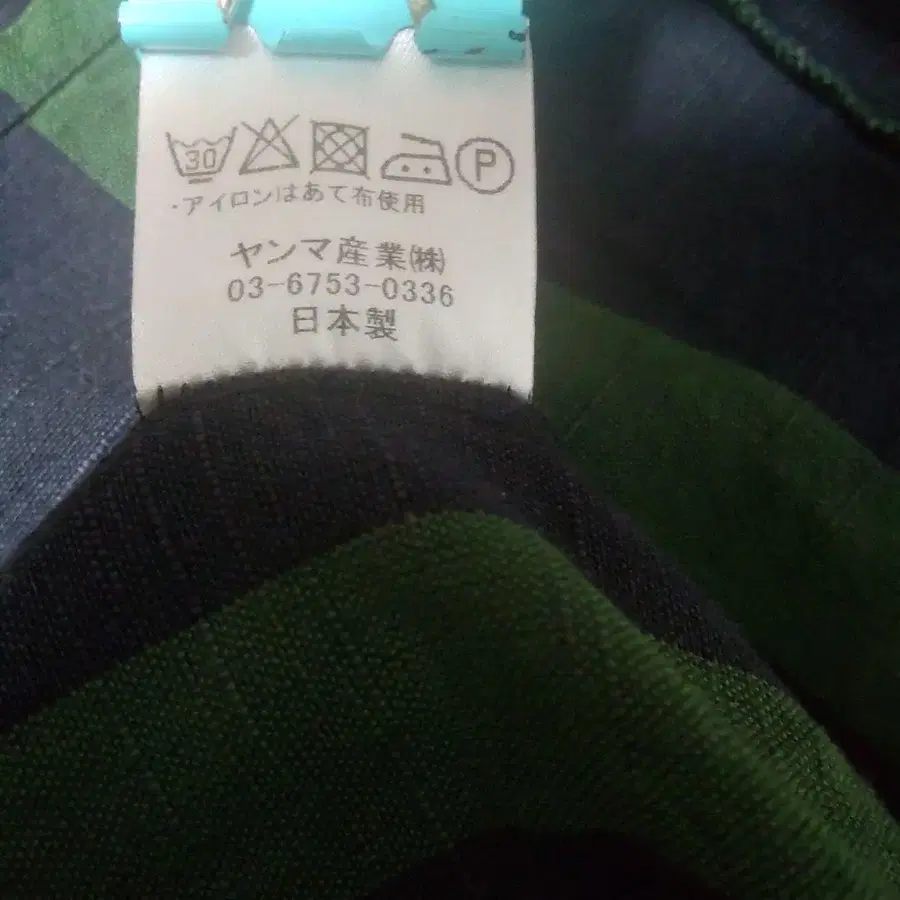 30 P
・アイロンはあて布使用
ヤンマ産業㈱
03-6753-0336
日本製